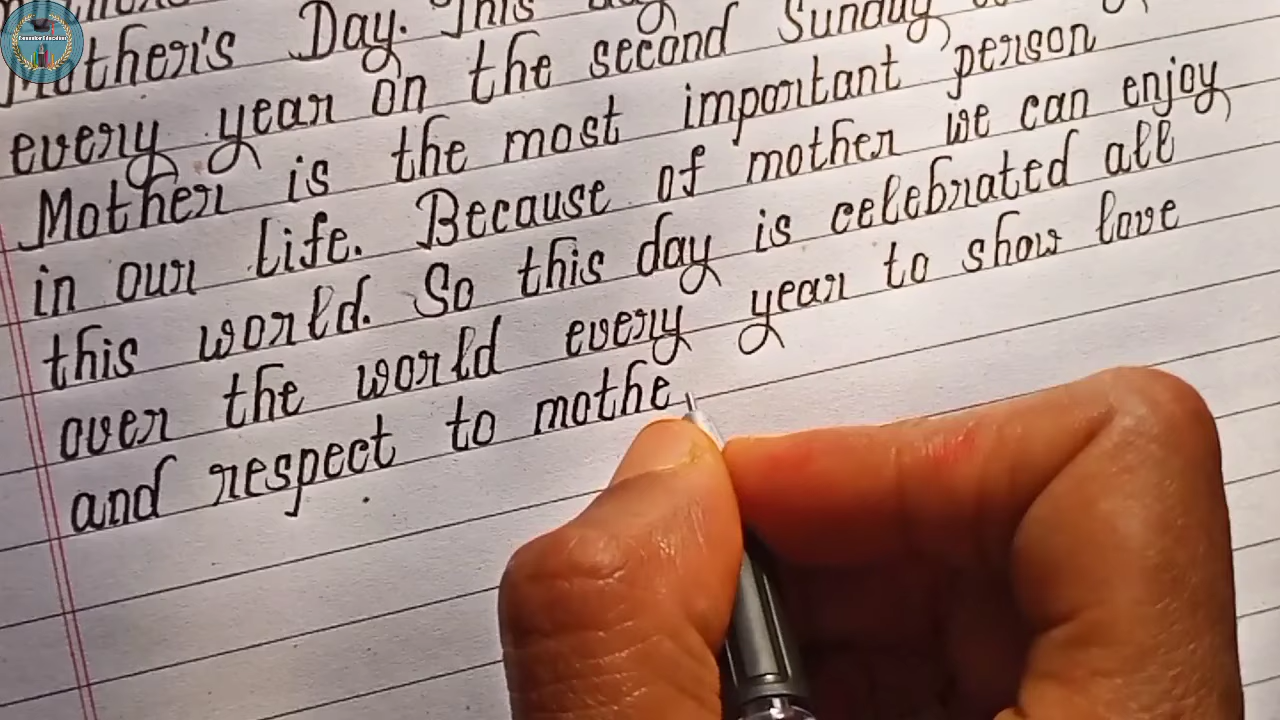 Mother's Day. This
every year on the second Sunday
Mother is the most important person
in our life. Because of mother we can enjoy
this world. So this day is celebrated all
over the world every year to show love
and respect to mothe